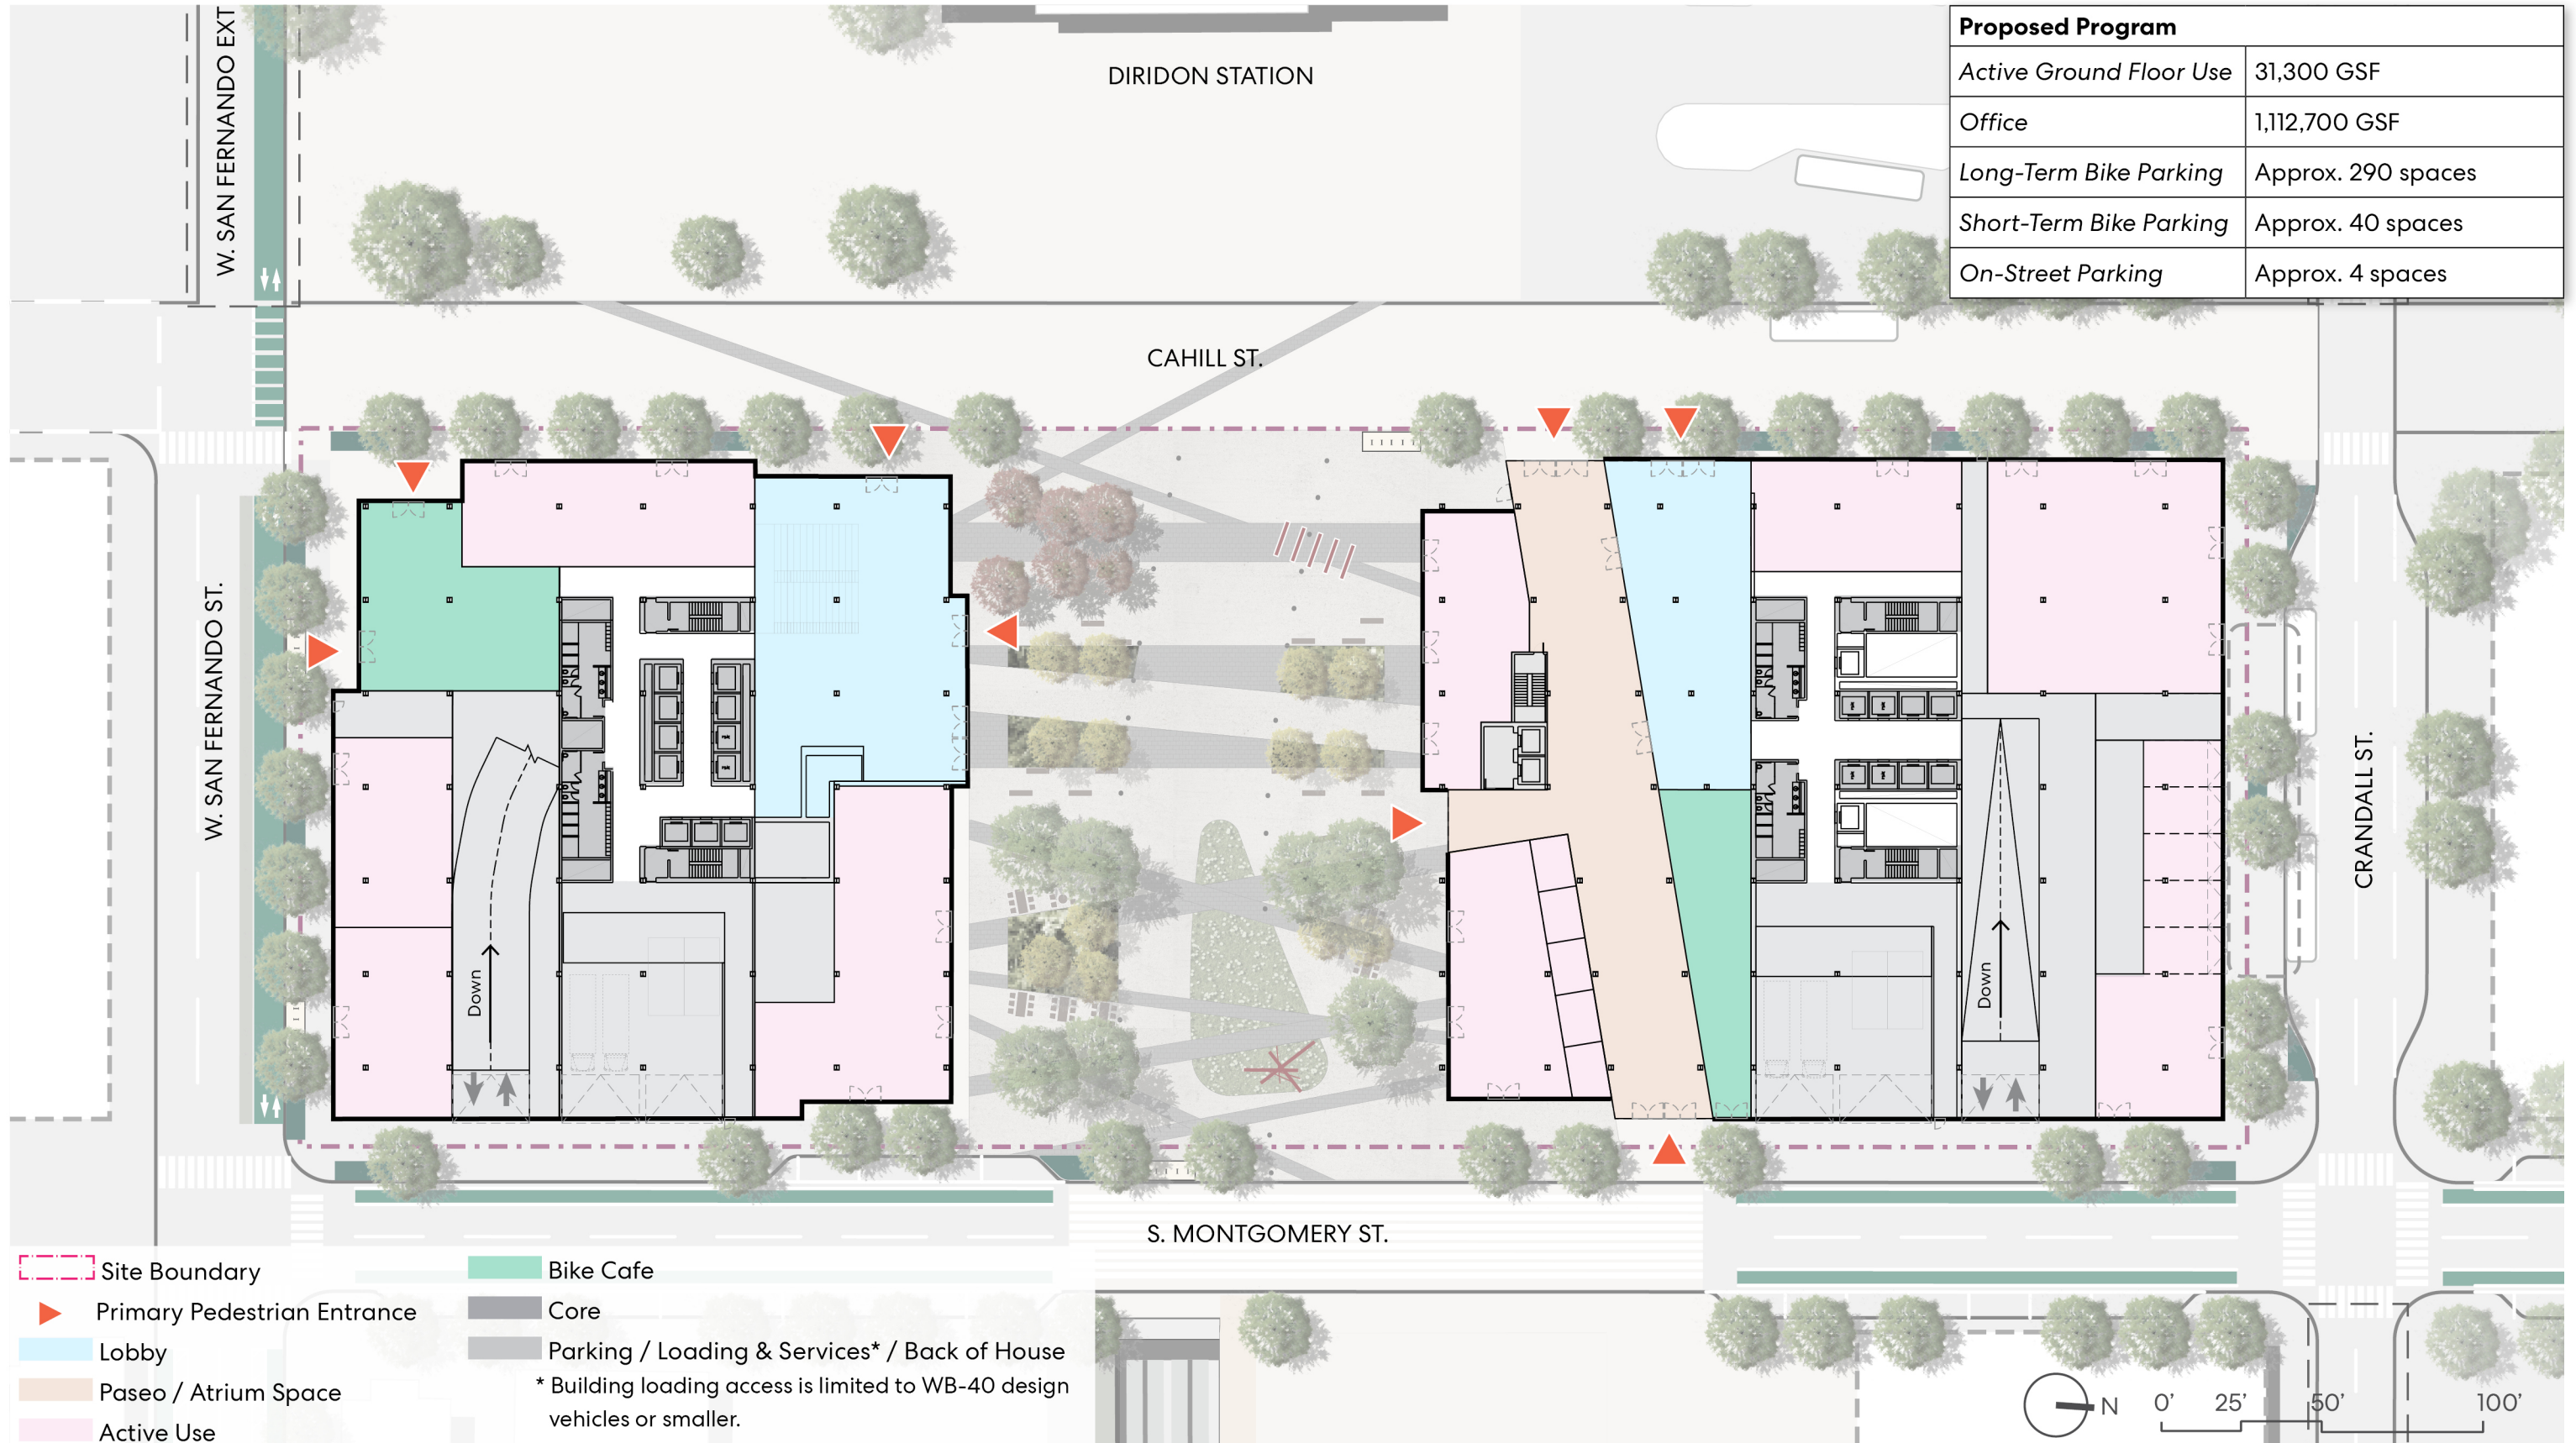 Proposed Program
Active Ground Floor Use 31,300 GSF
Office 1,112,700 GSF
Long-Term Bike Parking Approx. 290 spaces
Short-Term Bike Parking Approx. 40 spaces
On-Street Parking Approx. 4 spaces
W. SAN FERNANDO EXT
DIRIDON STATION
CAHILL ST.
W. SAN FERNANDO ST.
CRANDALL ST.
Down
Down
S. MONTGOMERY ST.
Site Boundary
Primary Pedestrian Entrance
Lobby
Paseo / Atrium Space
Active Use
Bike Cafe
Core
Parking / Loading & Services* / Back of House
* Building loading access is limited to WB-40 design
vehicles or smaller.
N
0' 25' 50' 100'